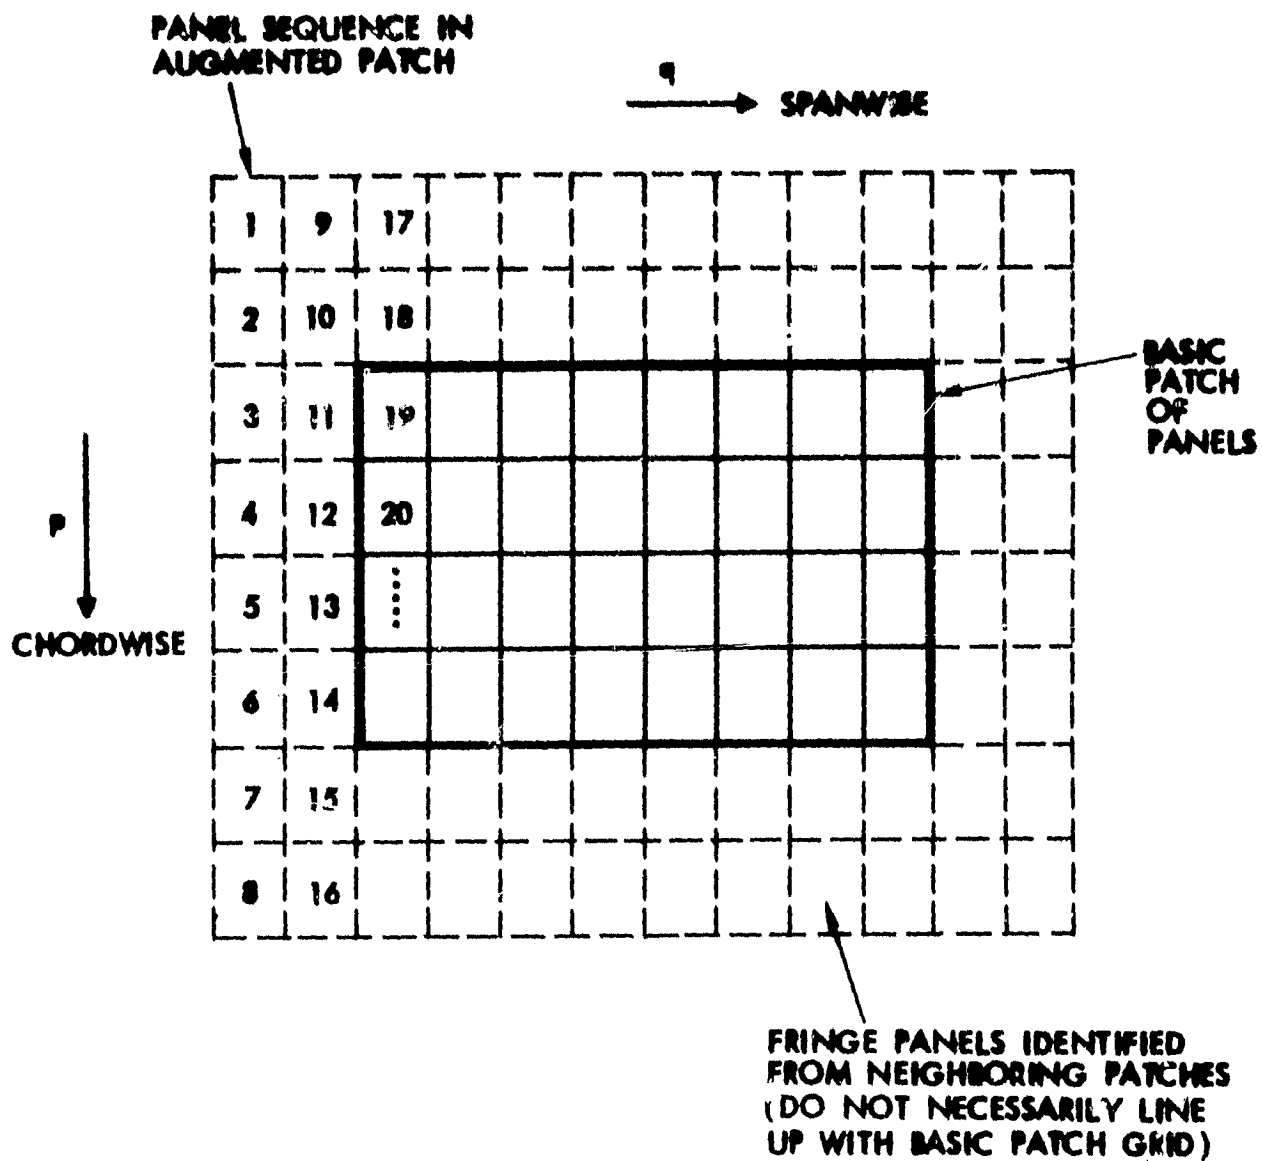 PANEL SEQUENCE IN
AUGMENTED PATCH
q
SPANWISE
1 9 17
2 10 18
BASIC
PATCH
OF
PANELS
3 11 19
4 12 20
P
5 13
CHORDWISE
6 14
7 15
8 16
FRINGE PANELS IDENTIFIED
FROM NEIGHBORING PATCHES
(DO NOT NECESSARILY LINE
UP WITH BASIC PATCH GRID)